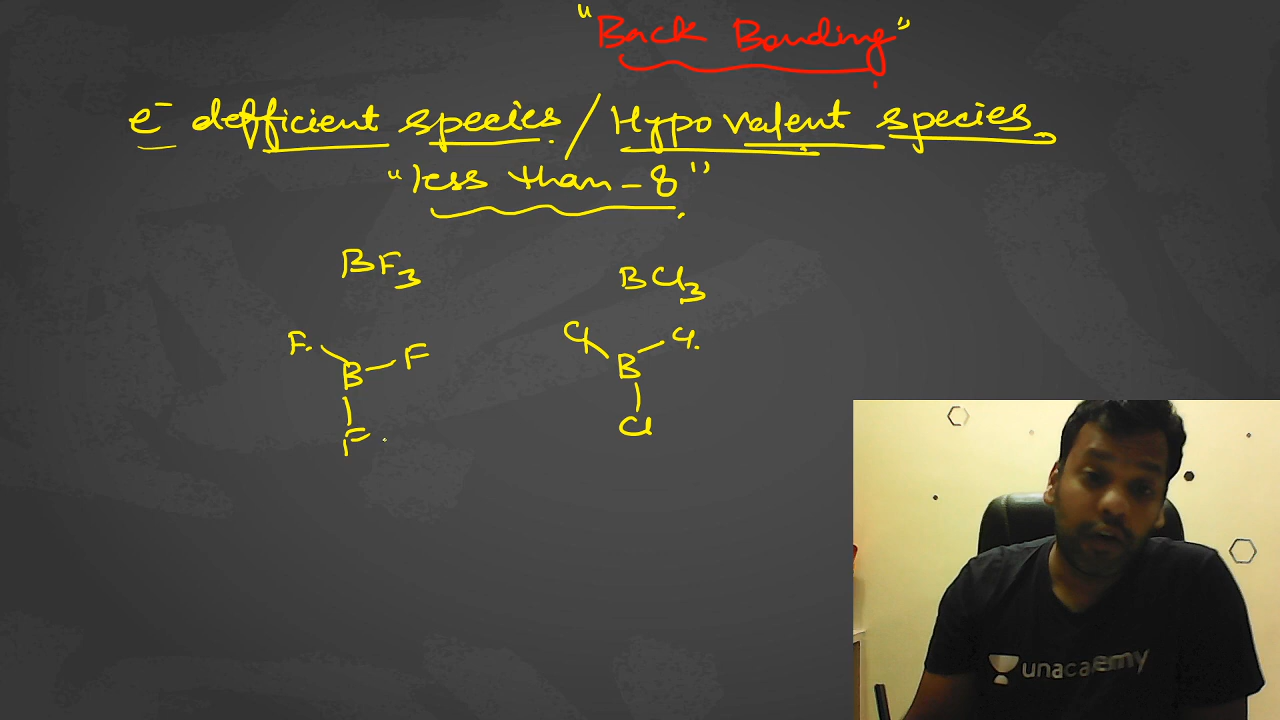 "Back Bonding"
e⁻ defficient species / Hypovalent species.
"less than - 8"
BF₃
BCl₃
F
F
B
F
Cl
Cl
B
Cl
unacademy